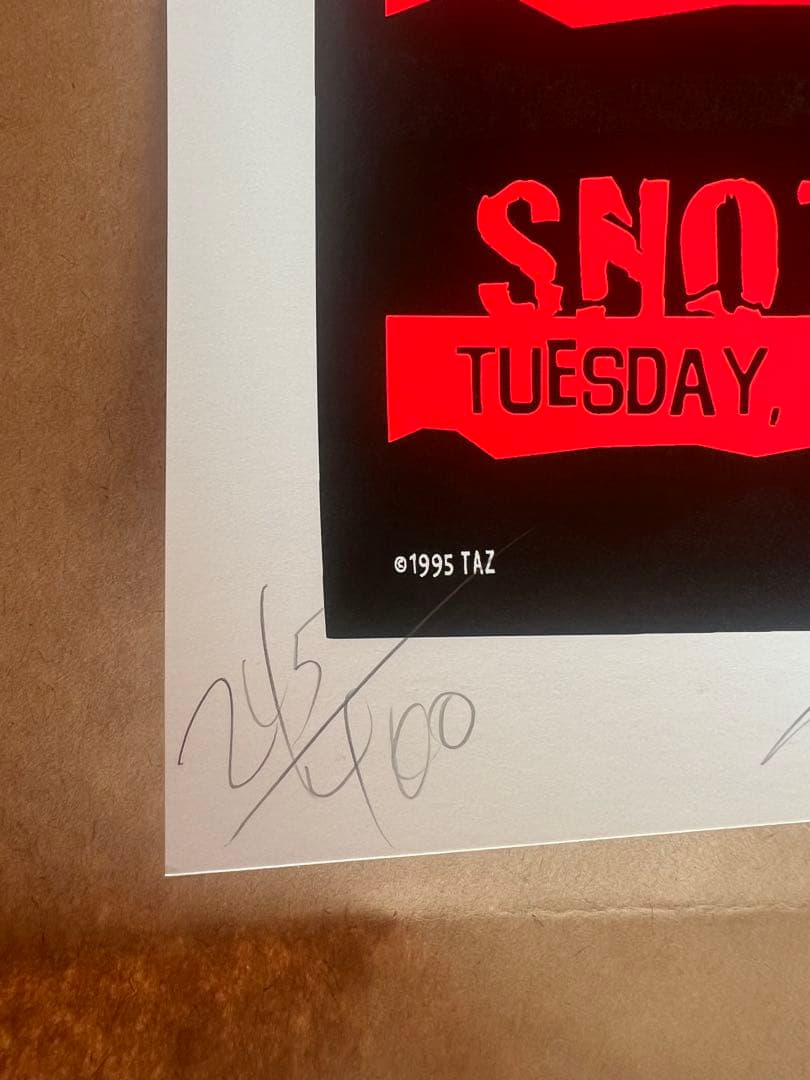 SNO
TUESDAY,
©1995 TAZ
245/400